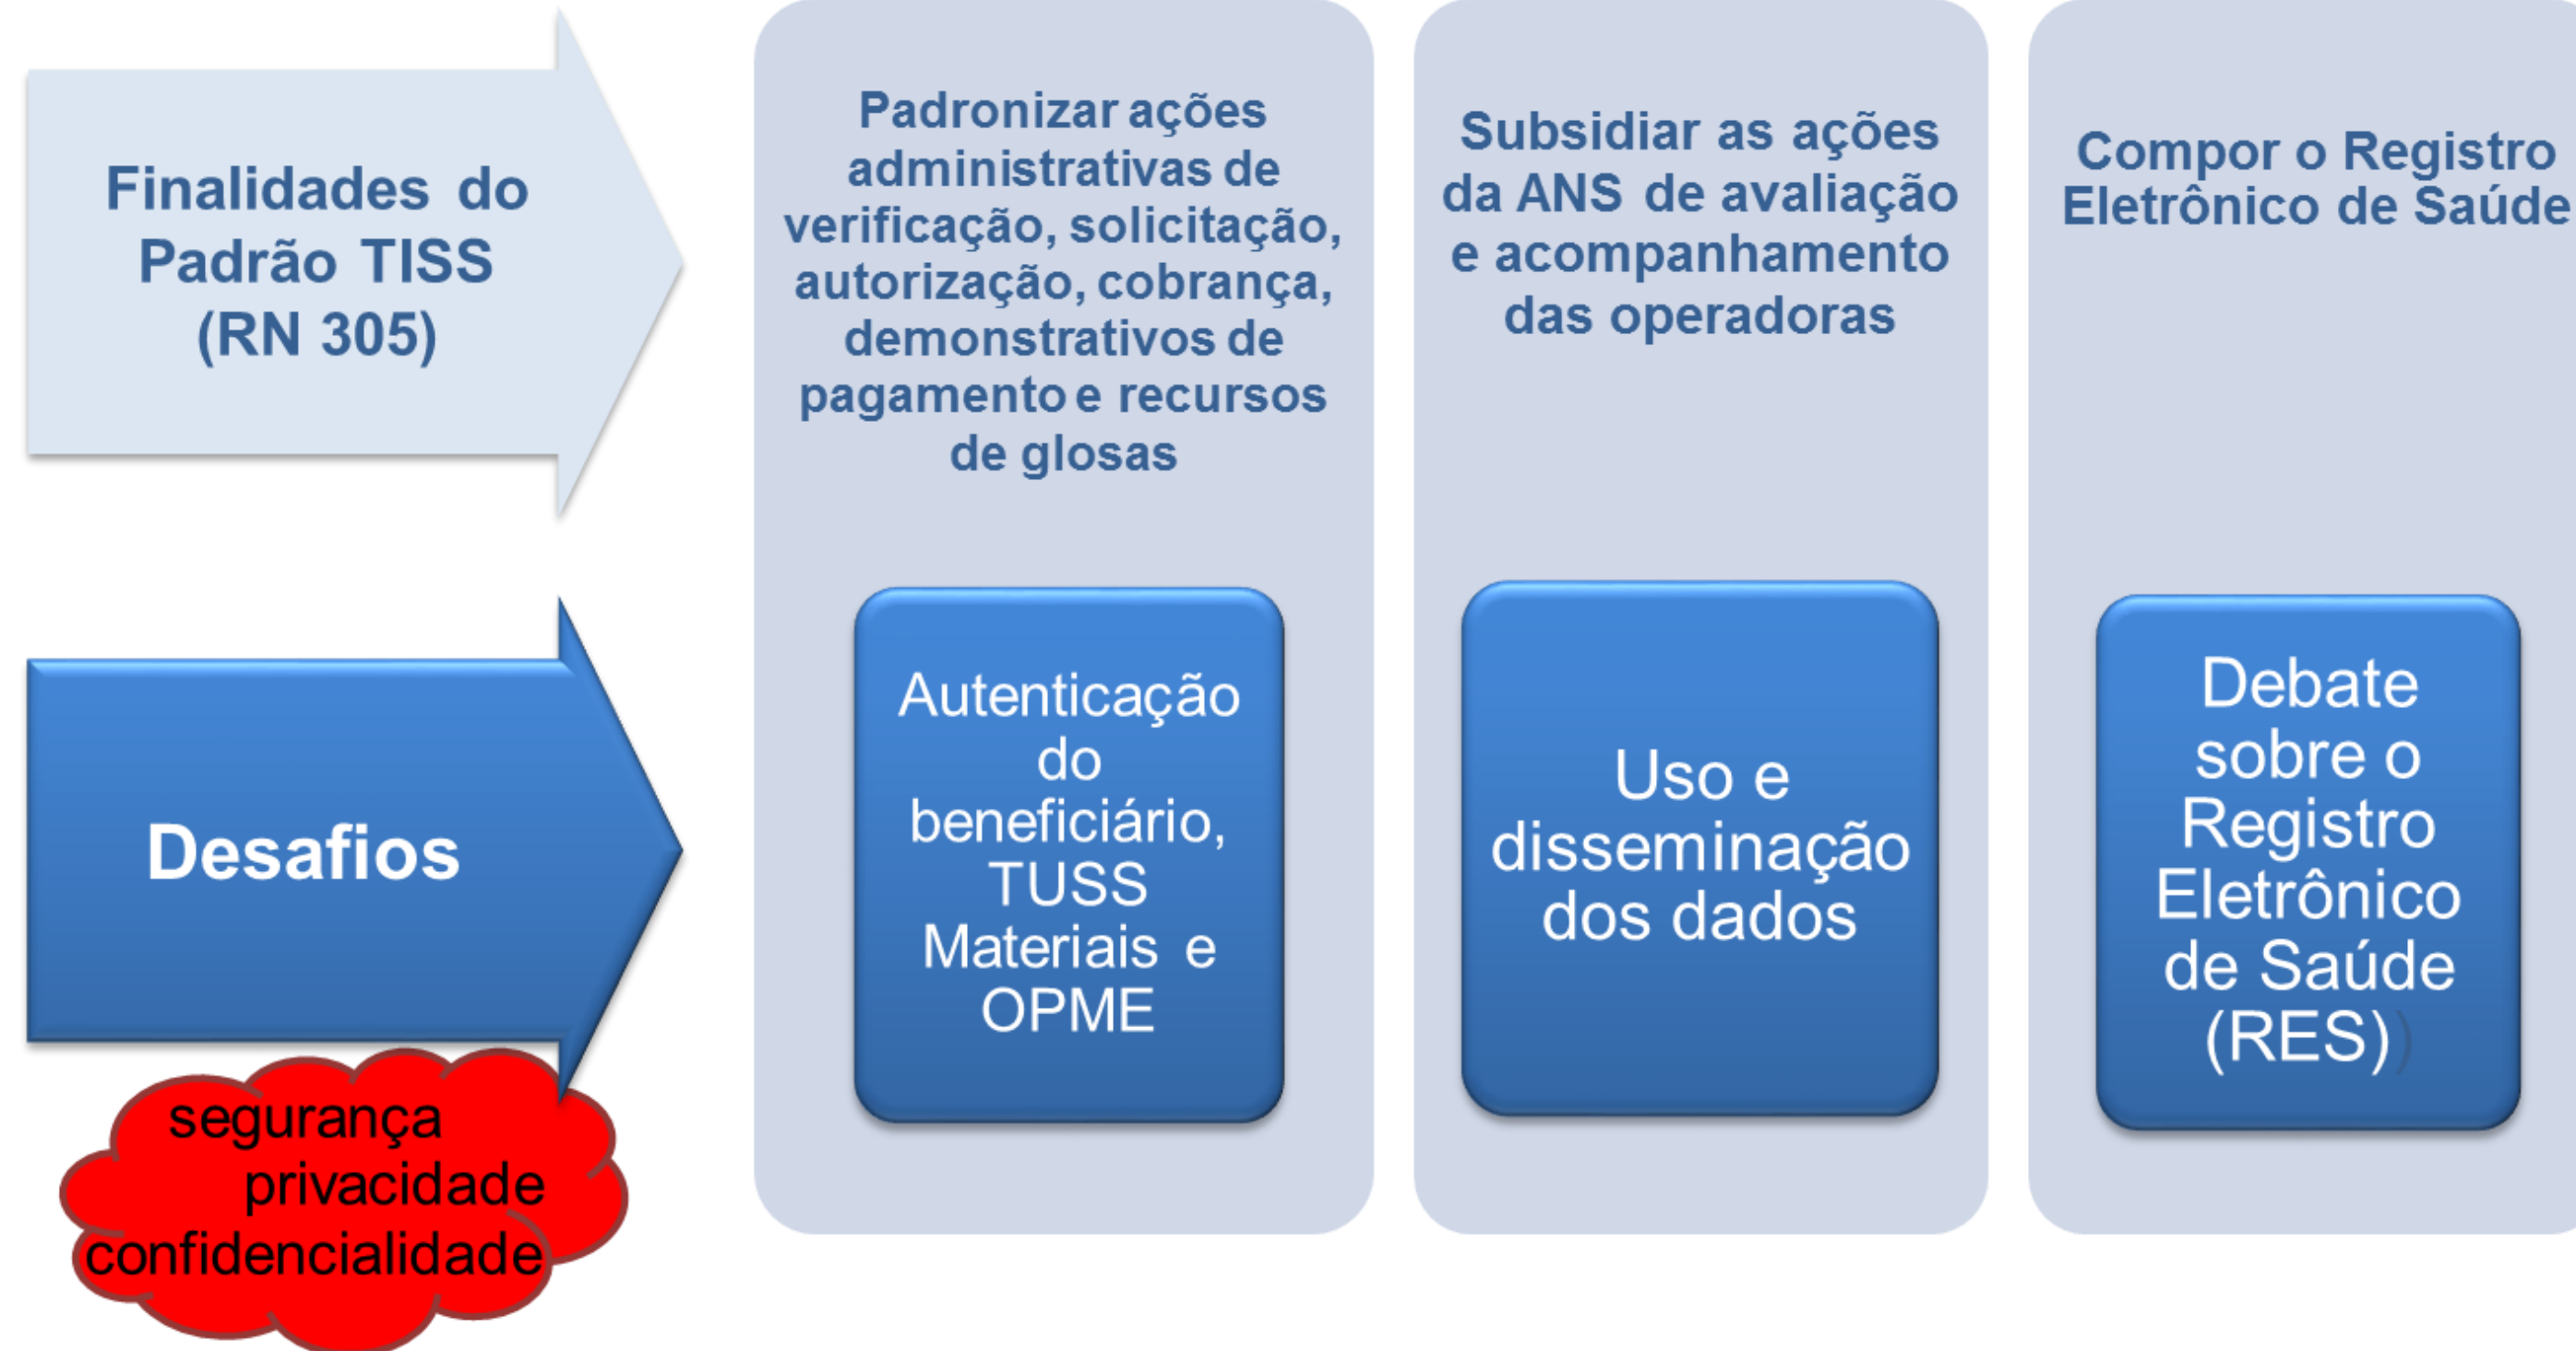 Finalidades do
Padrão TISS
(RN 305)
Padronizar ações
administrativas de
verificação, solicitação,
autorização, cobrança,
demonstrativos de
pagamento e recursos
de glosas
Subsidiar as ações
da ANS de avaliação
e acompanhamento
das operadoras
Compor o Registro
Eletrônico de Saúde
Desafios
Autenticação
do
beneficiário,
TUSS
Materiais e
OPME
Uso e
disseminação
dos dados
Debate
sobre o
Registro
Eletrônico
de Saúde
(RES))
segurança
privacidade
confidencialidade